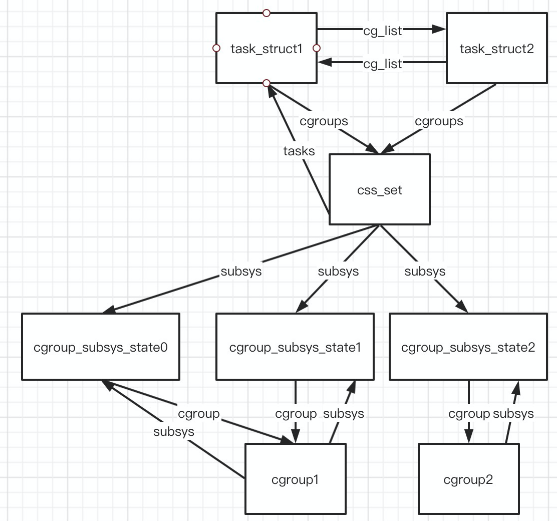 task_struct1
cg_list
cg_list
task_struct2
cgroups
cgroups
tasks
css_set
subsys
subsys
subsys
cgroup_subsys_state0
cgroup_subsys_state1
cgroup_subsys_state2
cgroup
subsys
cgroup
subsys
cgroup
subsys
cgroup1
cgroup2